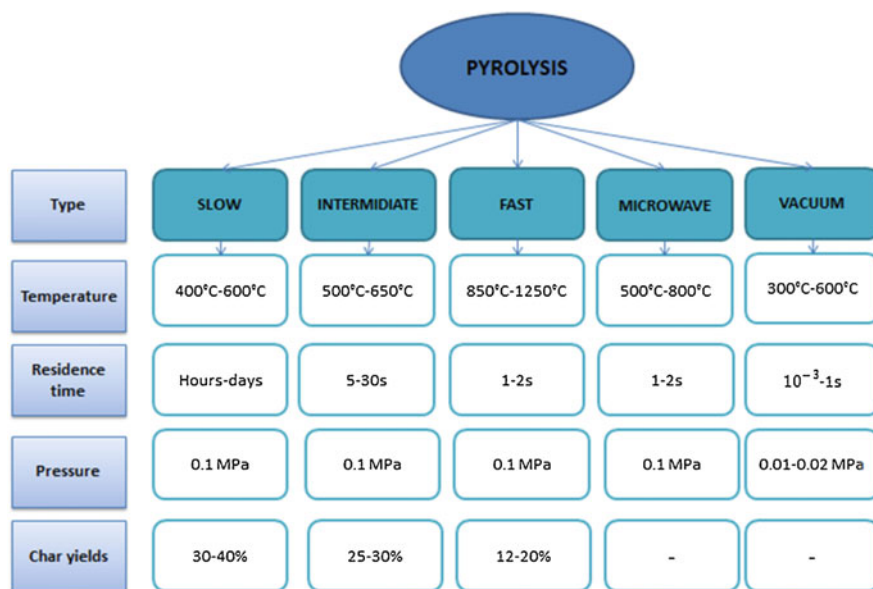 PYROLYSIS
Type SLOW INTERMIDIATE FAST MICROWAVE VACUUM
Temperature 400°C-600°C 500°C-650°C 850°C-1250°C 500°C-800°C 300°C-600°C
Residence
time Hours-days 5-30s 1-2s 1-2s 10⁻³-1s
Pressure 0.1 MPa 0.1 MPa 0.1 MPa 0.1 MPa 0.01-0.02 MPa
Char yields 30-40% 25-30% 12-20% - -